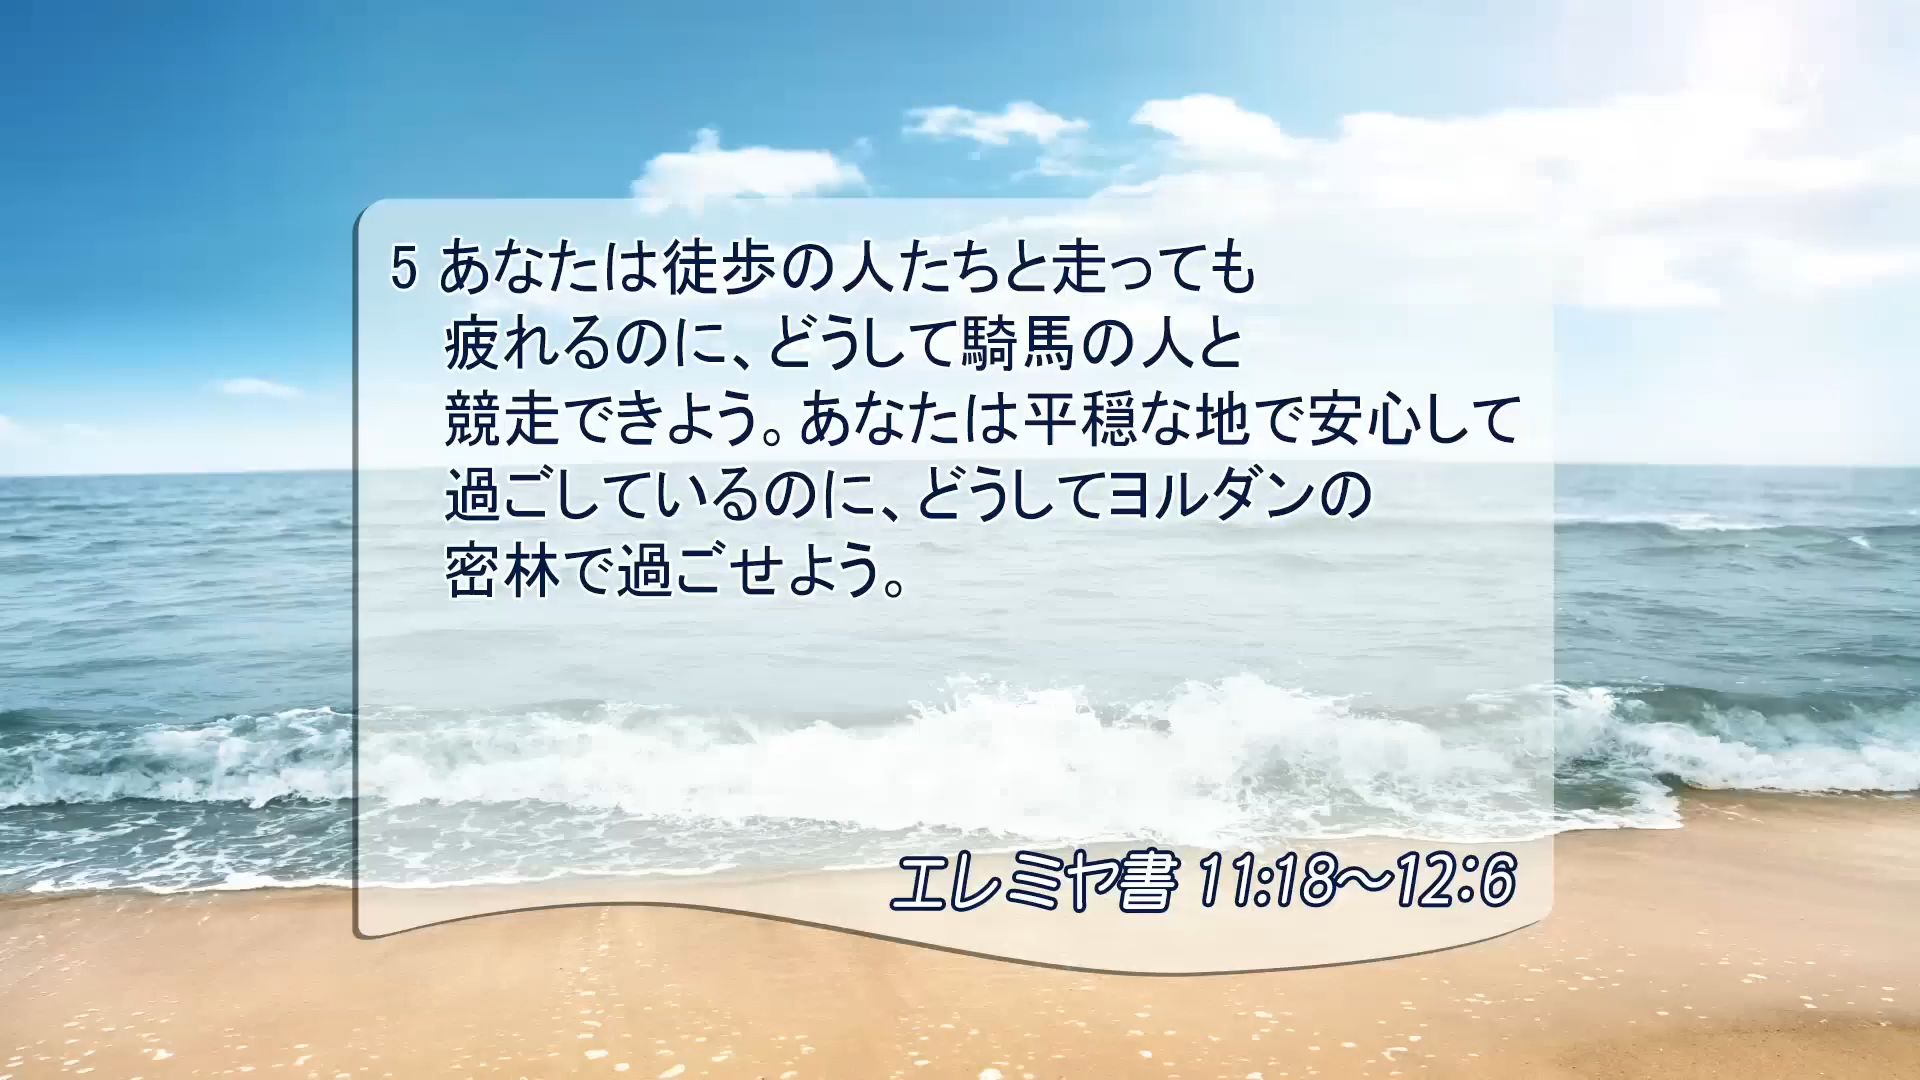 5 あなたは徒歩の人たちと走っても
疲れるのに、どうして騎馬の人と
競走できよう。あなたは平穏な地で安心して
過ごしているのに、どうしてヨルダンの
密林で過ごせよう。
エレミヤ書 11:18～12:6